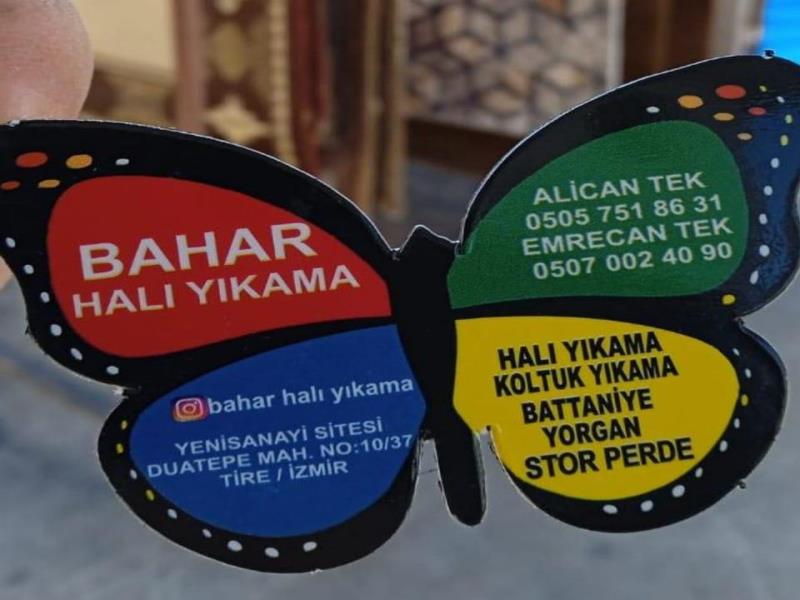 BAHAR
HALI YIKAMA
ALİCAN TEK
0505 751 86 31
EMRECAN TEK
0507 002 40 90
bahar halı yıkama
YENİSANAYİ SİTESİ
DUATEPE MAH. NO:10/37
TİRE / İZMİR
HALI YIKAMA
KOLTUK YIKAMA
BATTANİYE
YORGAN
STOR PERDE